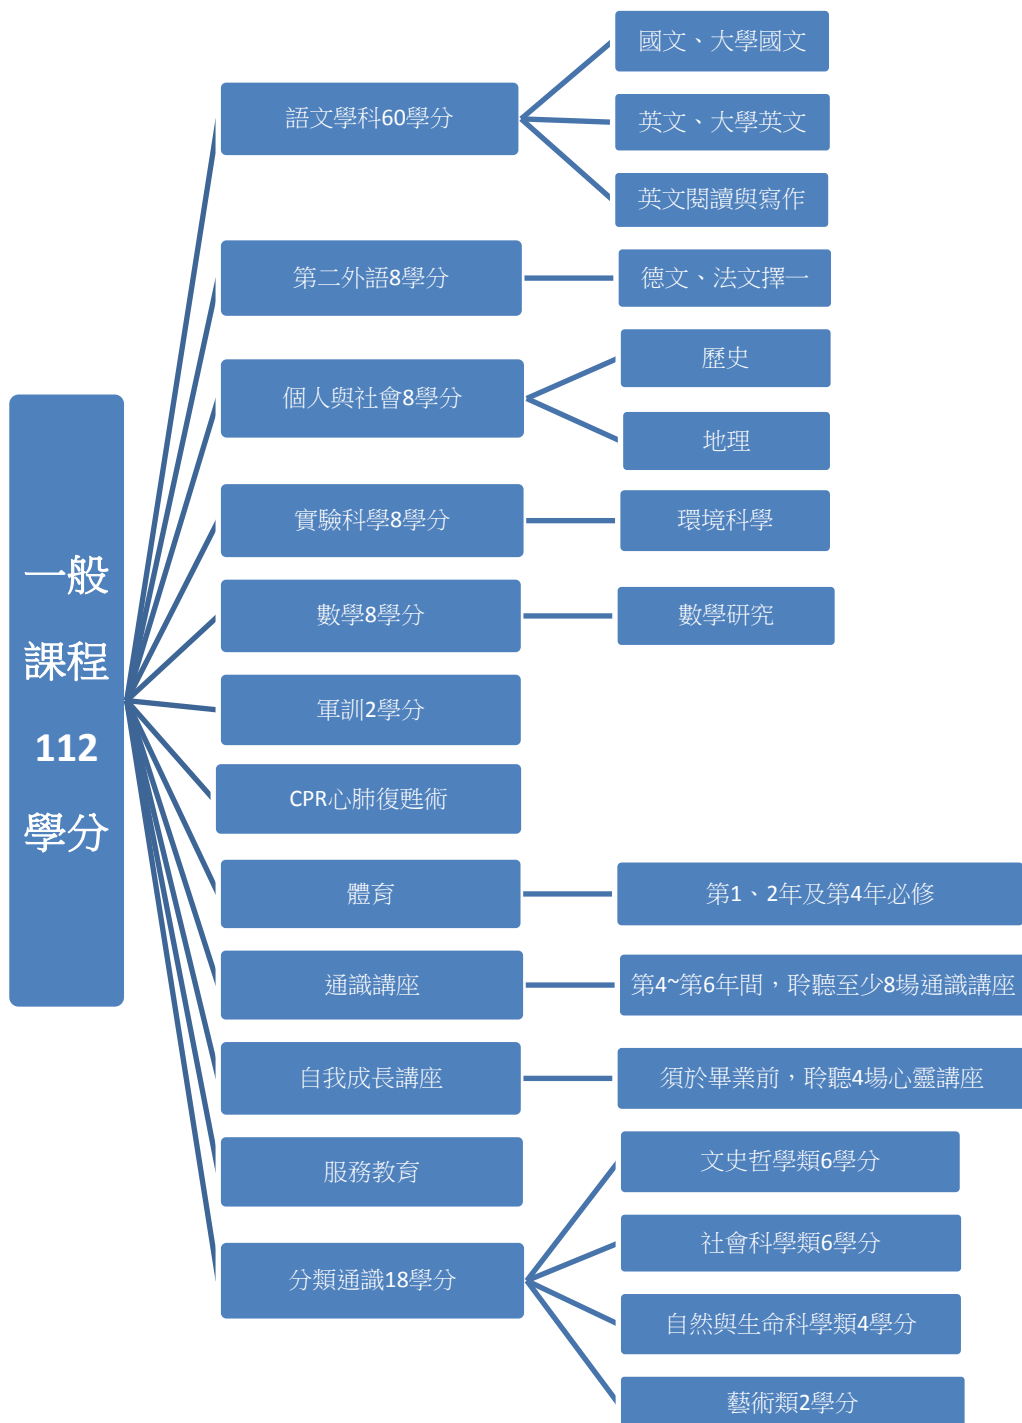 一般
課程
112
學分
語文學科60學分
國文、大學國文
英文、大學英文
英文閱讀與寫作
第二外語8學分
德文、法文擇一
個人與社會8學分
歷史
地理
實驗科學8學分
環境科學
數學8學分
數學研究
軍訓2學分
CPR心肺復甦術
體育
第1、2年及第4年必修
通識講座
第4~第6年間，聆聽至少8場通識講座
自我成長講座
須於畢業前，聆聽4場心靈講座
服務教育
分類通識18學分
文史哲學類6學分
社會科學類6學分
自然與生命科學類4學分
藝術類2學分